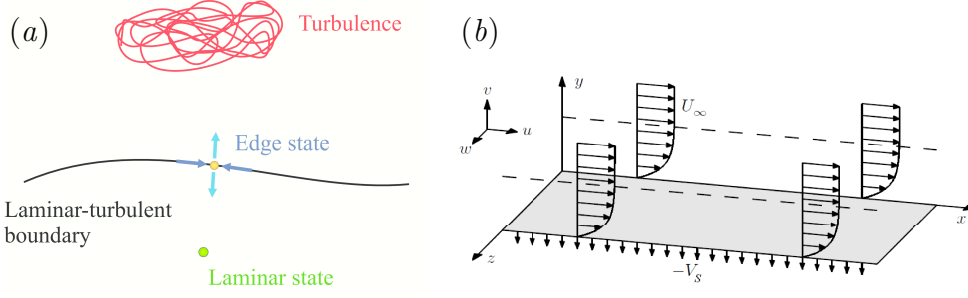 (a)
Turbulence
Edge state
Laminar-turbulent
boundary
Laminar state
(b)
y
v
U∞
u
w
x
z
−V_S